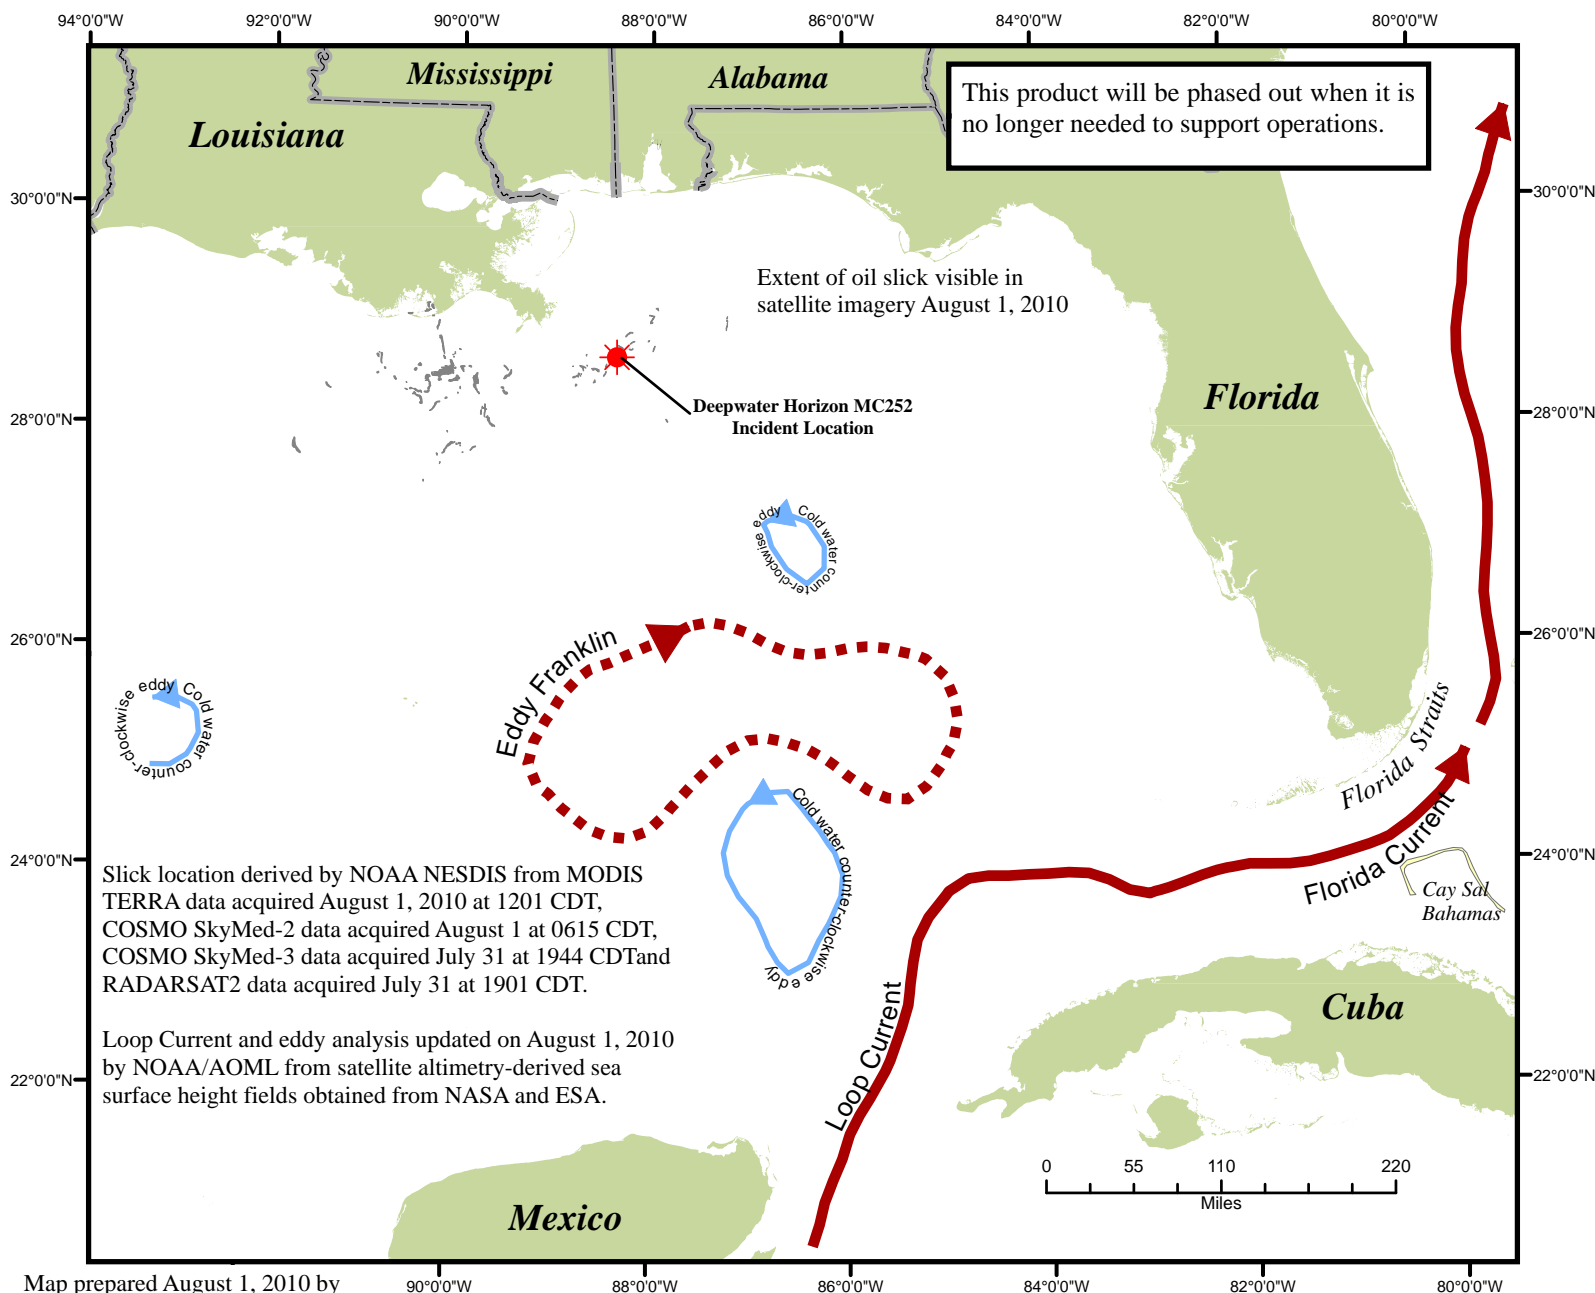 94°0'0"W 92°0'0"W 90°0'0"W 88°0'0"W 86°0'0"W 84°0'0"W 82°0'0"W 80°0'0"W
Mississippi
Alabama
Louisiana
This product will be phased out when it is
no longer needed to support operations.
30°0'0"N
30°0'0"N
Extent of oil slick visible in
satellite imagery August 1, 2010
Florida
Deepwater Horizon MC252
Incident Location
28°0'0"N
28°0'0"N
Cold water counter-clockwise eddy
26°0'0"N
26°0'0"N
Eddy Franklin
Cold water counter-clockwise eddy
Florida Straits
Cold water counter-clockwise eddy
24°0'0"N
24°0'0"N
Florida Current
Cay Sal
Bahamas
Slick location derived by NOAA NESDIS from MODIS
TERRA data acquired August 1, 2010 at 1201 CDT,
COSMO SkyMed-2 data acquired August 1 at 0615 CDT,
COSMO SkyMed-3 data acquired July 31 at 1944 CDTand
RADARSAT2 data acquired July 31 at 1901 CDT.
Loop Current and eddy analysis updated on August 1, 2010
by NOAA/AOML from satellite altimetry-derived sea
surface height fields obtained from NASA and ESA.
Loop Current
Cuba
22°0'0"N
22°0'0"N
0 55 110 220
Miles
Mexico
Map prepared August 1, 2010 by
90°0'0"W 88°0'0"W 86°0'0"W 84°0'0"W 82°0'0"W 80°0'0"W